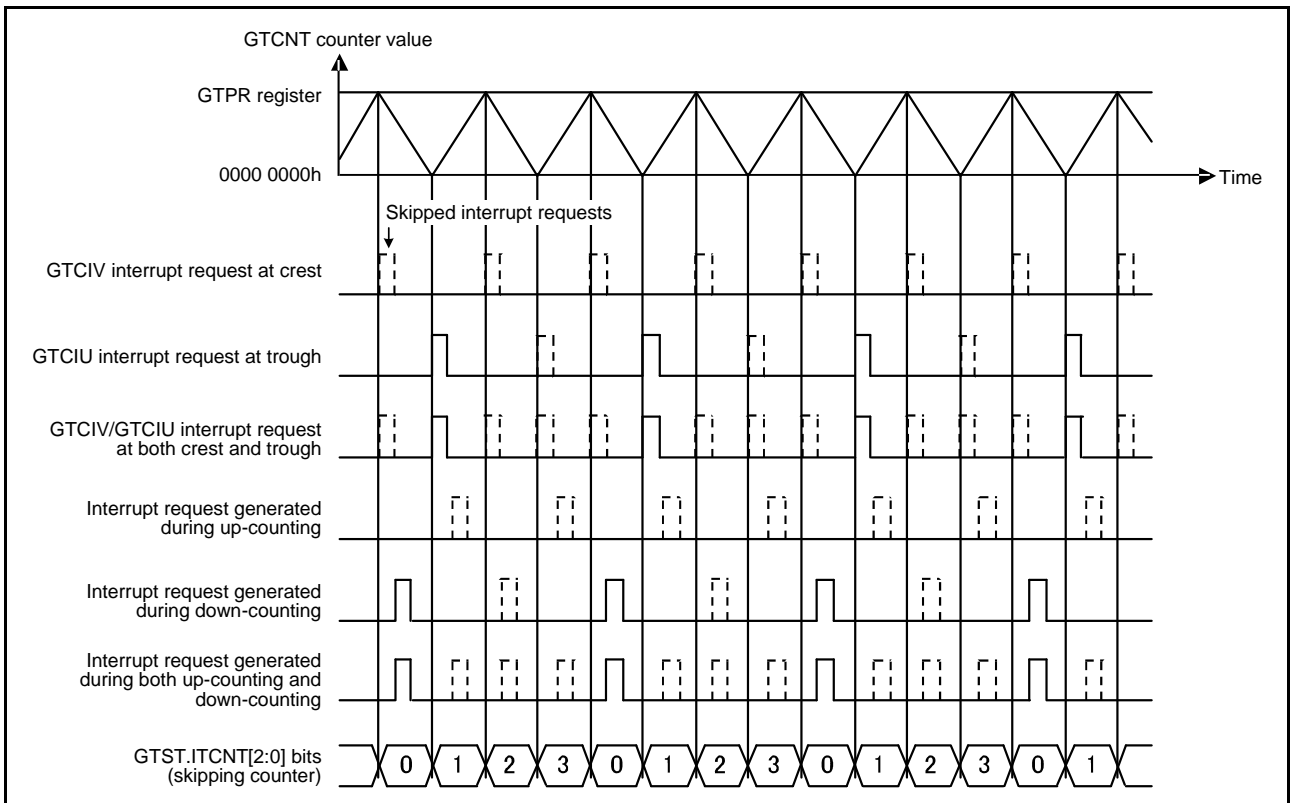 GTCNT counter value
GTPR register
0000 0000h
Time
Skipped interrupt requests
GTCIV interrupt request at crest
GTCIU interrupt request at trough
GTCIV/GTCIU interrupt request
at both crest and trough
Interrupt request generated
during up-counting
Interrupt request generated
during down-counting
Interrupt request generated
during both up-counting and
down-counting
GTST.ITCNT[2:0] bits
(skipping counter)
0 1 2 3 0 1 2 3 0 1 2 3 0 1